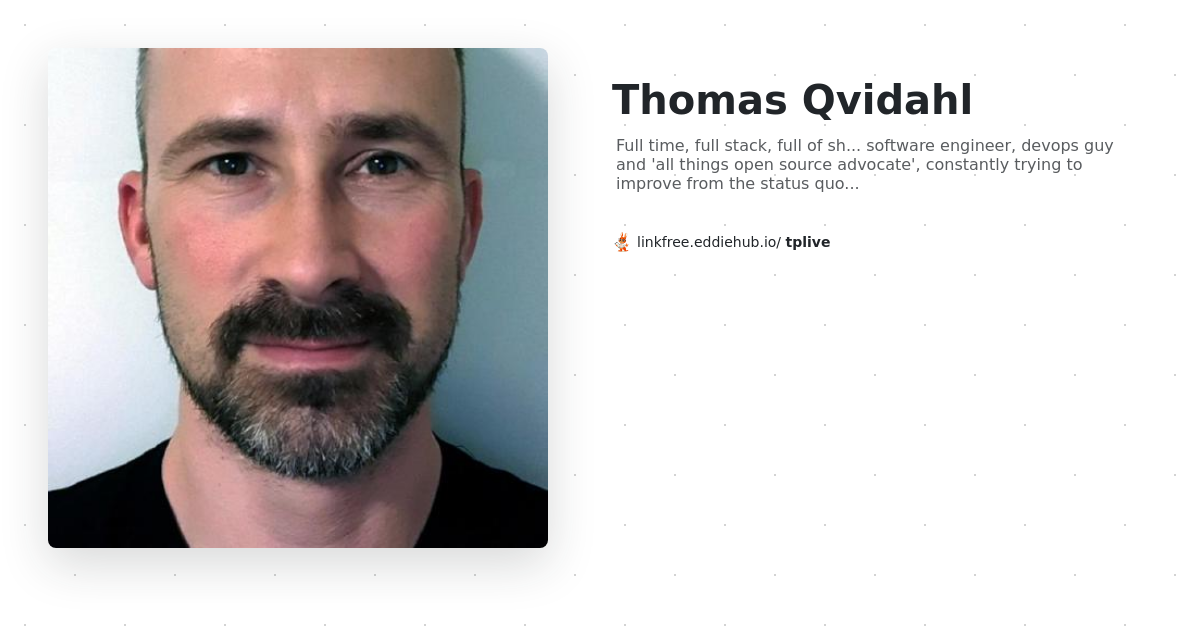 Thomas Qvidahl
Full time, full stack, full of sh... software engineer, devops guy
and 'all things open source advocate', constantly trying to
improve from the status quo...
linkfree.eddiehub.io/ tplive